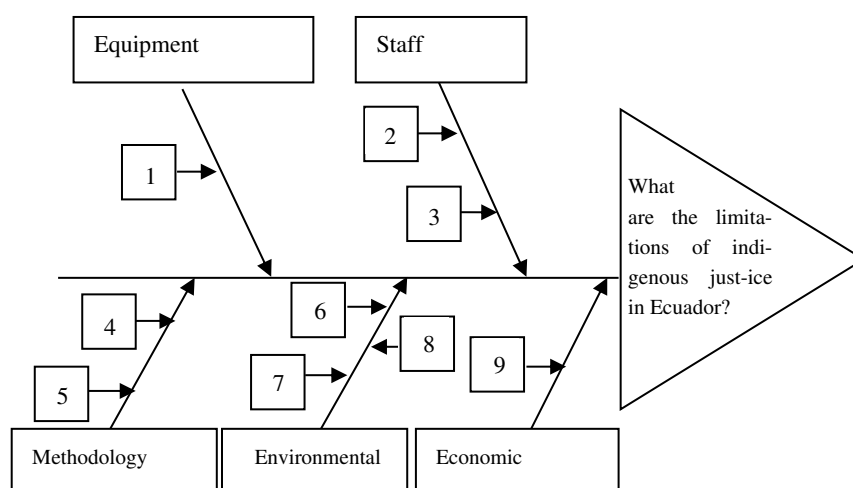 Equipment
Staff
1
2
3
What
are the limita-
tions of indi-
genous just-ice
in Ecuador?
4
5
6
7
8
9
Methodology
Environmental
Economic